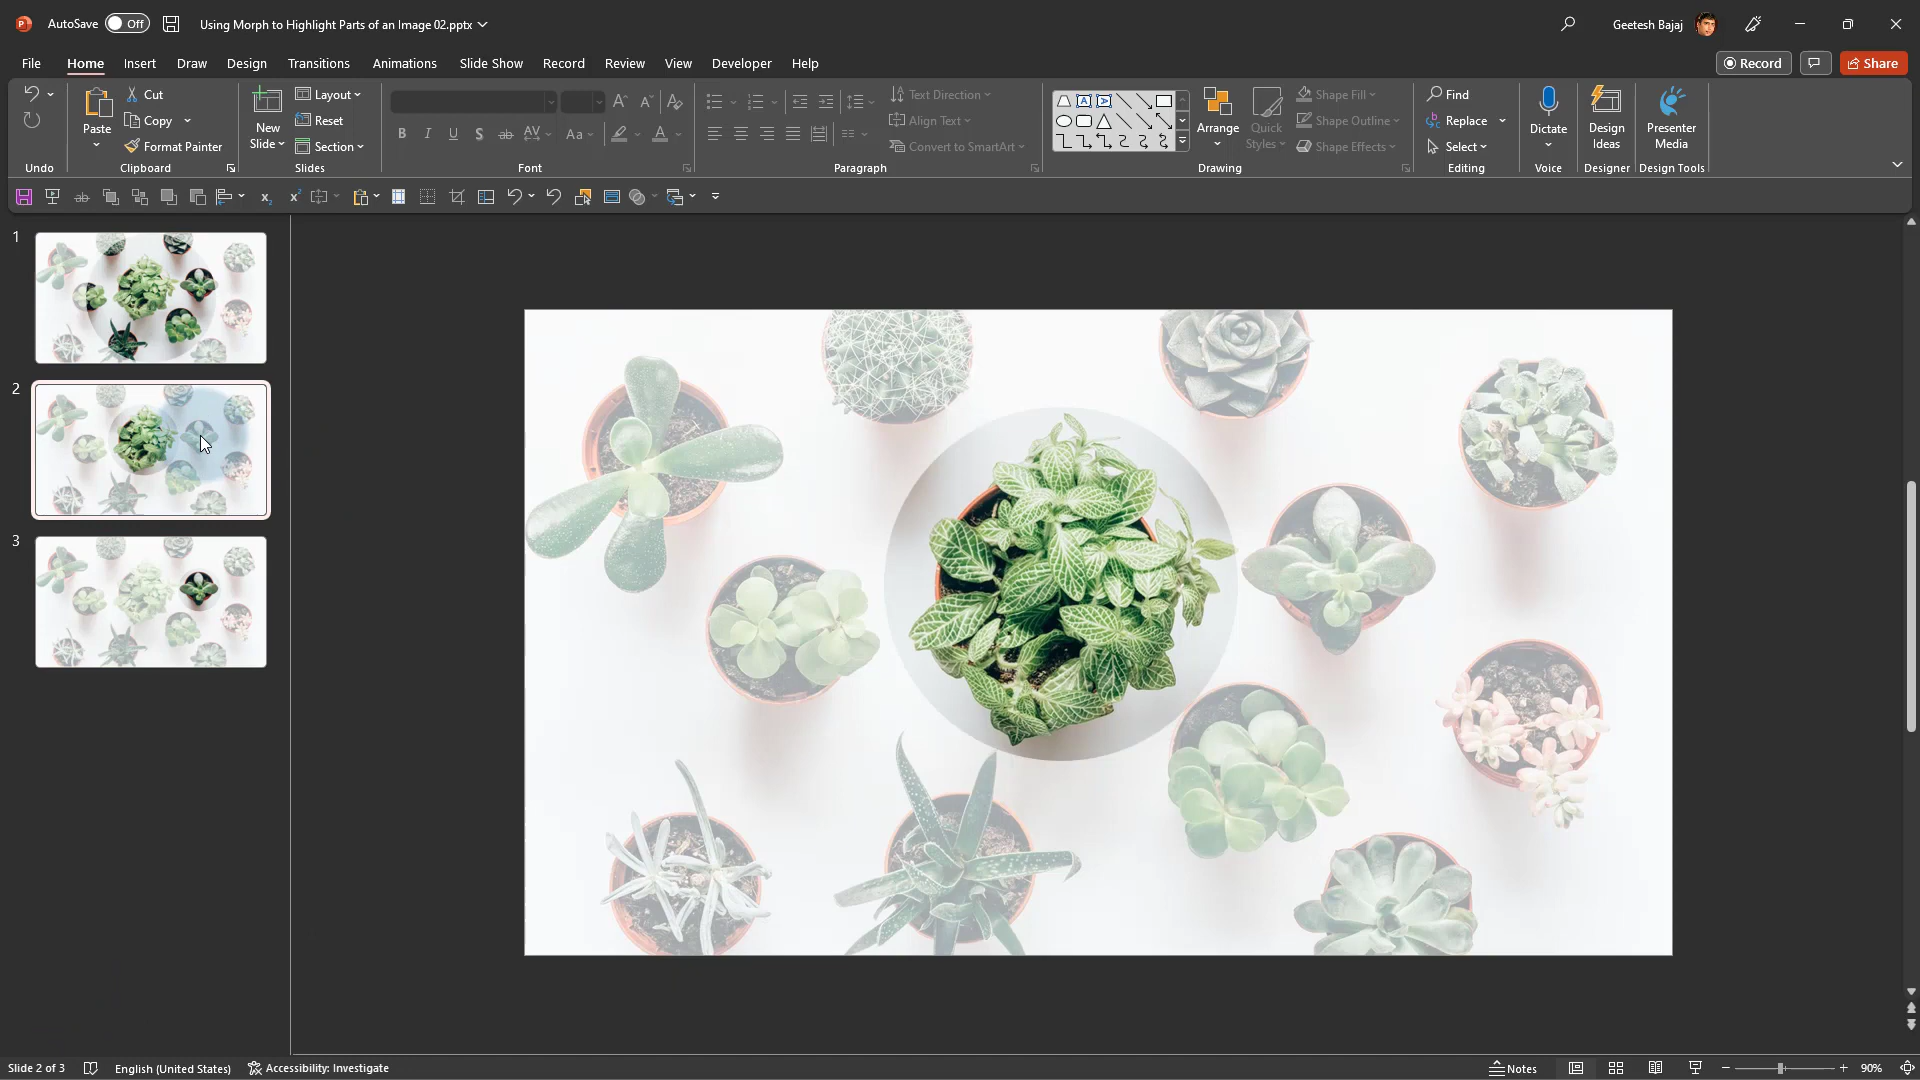 AutoSave Off Using Morph to Highlight Parts of an Image 02.pptx Geetesh Bajaj
File Home Insert Draw Design Transitions Animations Slide Show Record Review View Developer Help Record Share
Paste
Cut
Copy
Format Painter
New
Slide
Layout
Reset
Section
B I U S ab AV Aa A
Text Direction
Align Text
Convert to SmartArt
Arrange
Quick
Styles
Shape Fill
Shape Outline
Shape Effects
Find
Replace
Select
Dictate
Design
Ideas
Presenter
Media
Undo Clipboard Slides Font Paragraph Drawing Editing Voice Designer Design Tools
1
2
3
Slide 2 of 3 English (United States) Accessibility: Investigate Notes 90%